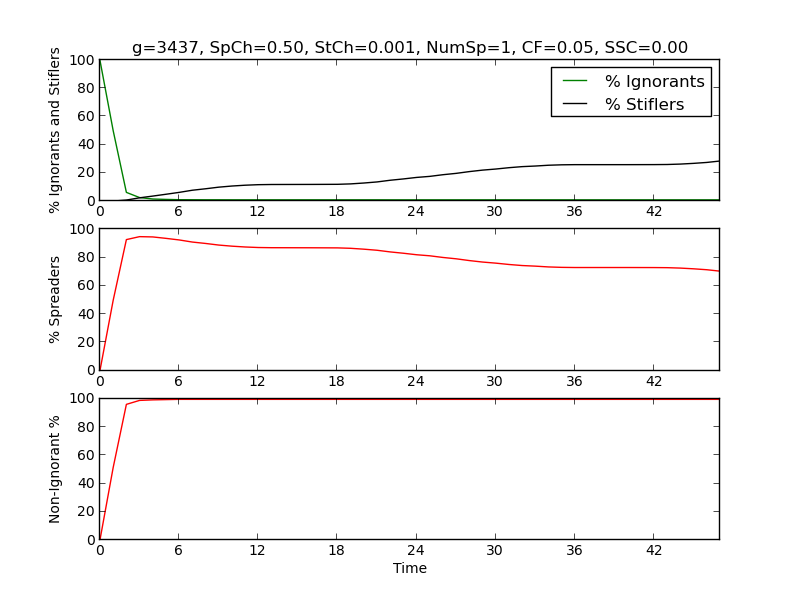 g=3437, SpCh=0.50, StCh=0.001, NumSp=1, CF=0.05, SSC=0.00
% Ignorants and Stiflers
100
80
60
40
20
0
% Ignorants
% Stiflers
0 6 12 18 24 30 36 42
% Spreaders
100
80
60
40
20
0
0 6 12 18 24 30 36 42
Non-Ignorant %
100
80
60
40
20
0
0 6 12 18 24 30 36 42
Time